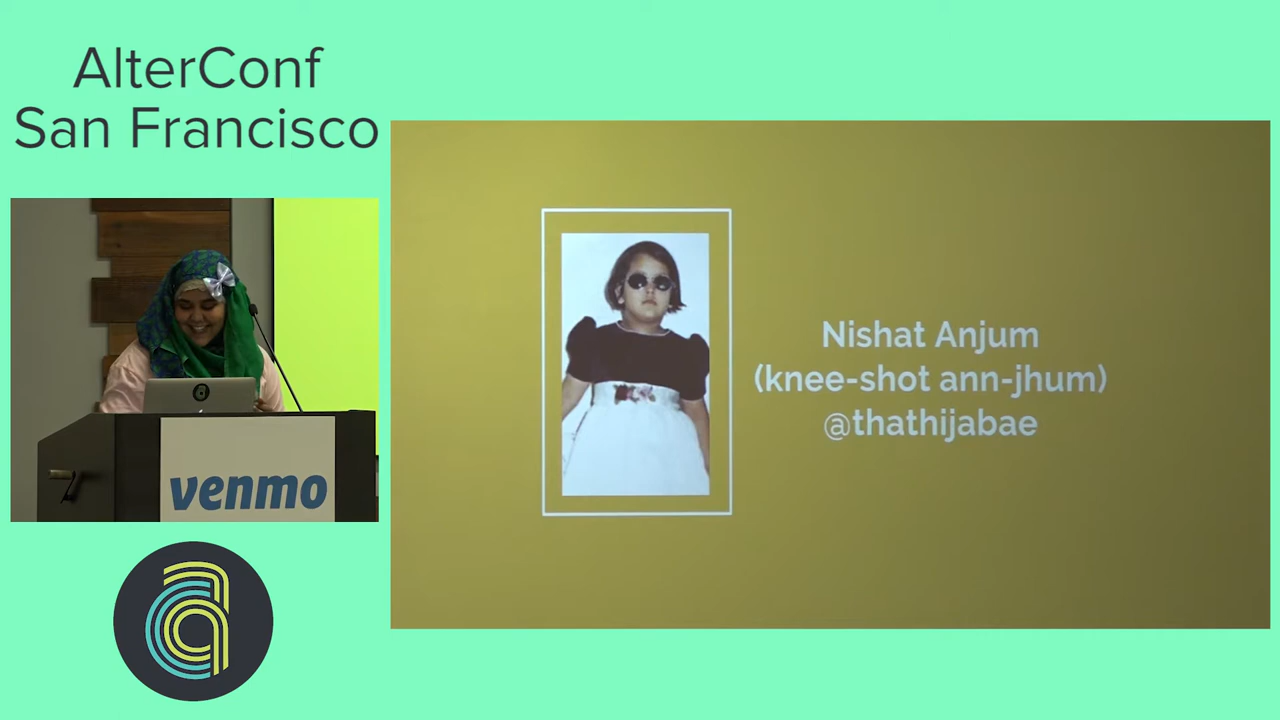 AlterConf
San Francisco
venmo
Nishat Anjum
(knee-shot ann-jhum)
@thathijabae